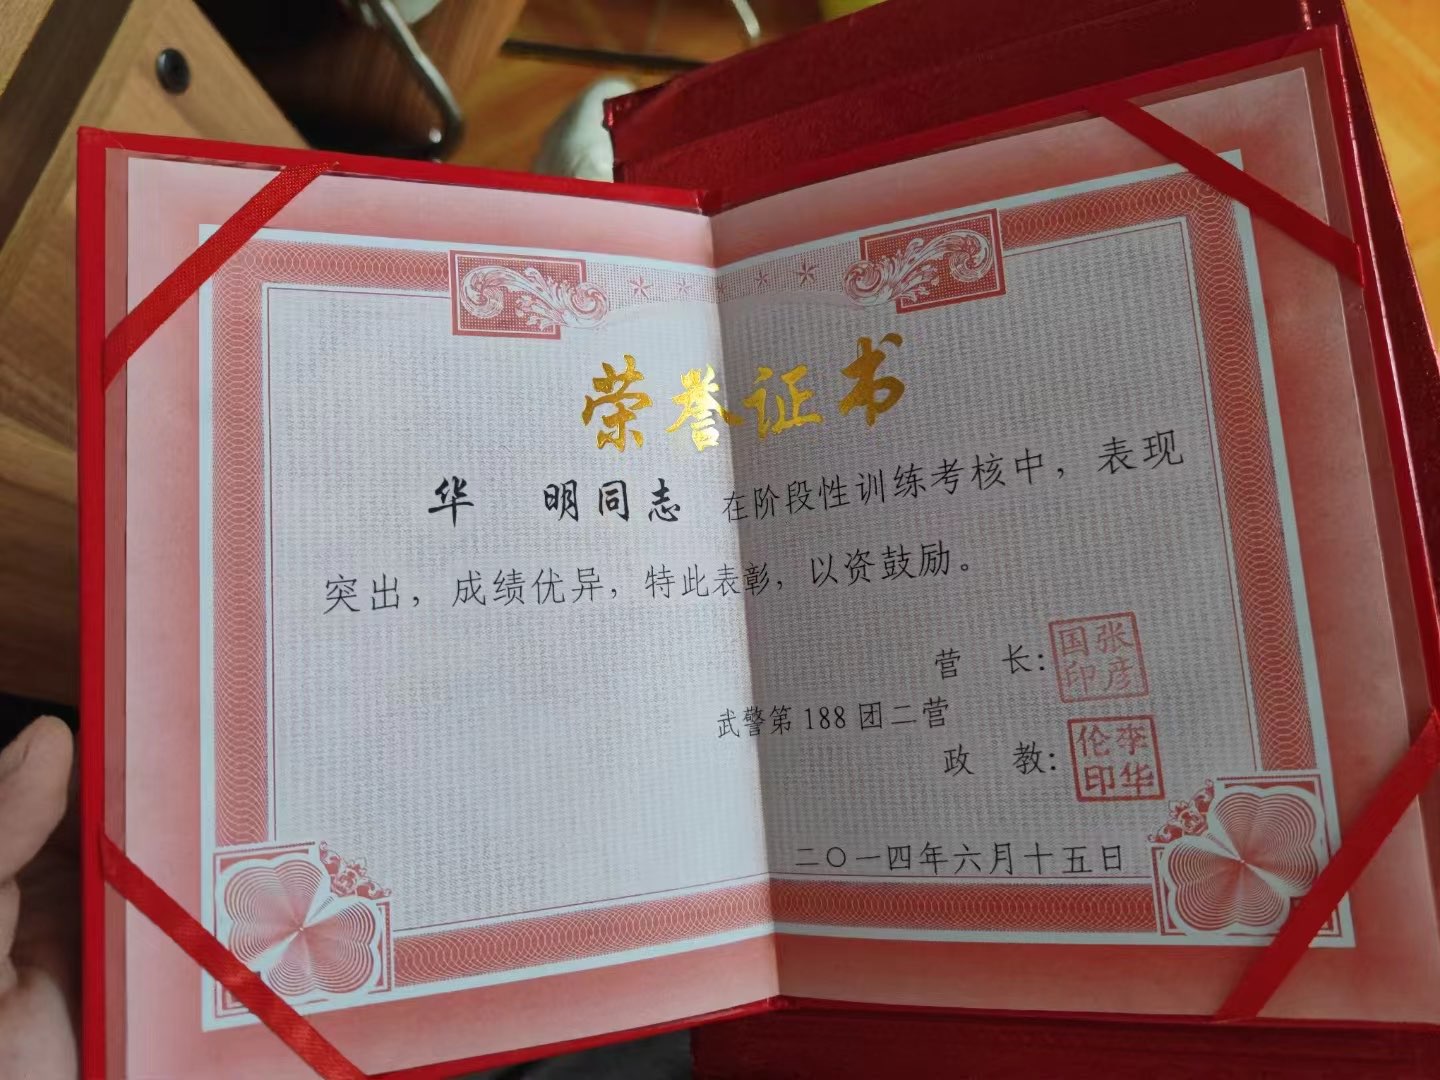 荣誉证书
华 明同志 在阶段性训练考核中，表现
突出，成绩优异，特此表彰，以资鼓励。
营 长：
张彦国印
武警第188团二营
政 教：
李华伦印
二〇一四年六月十五日